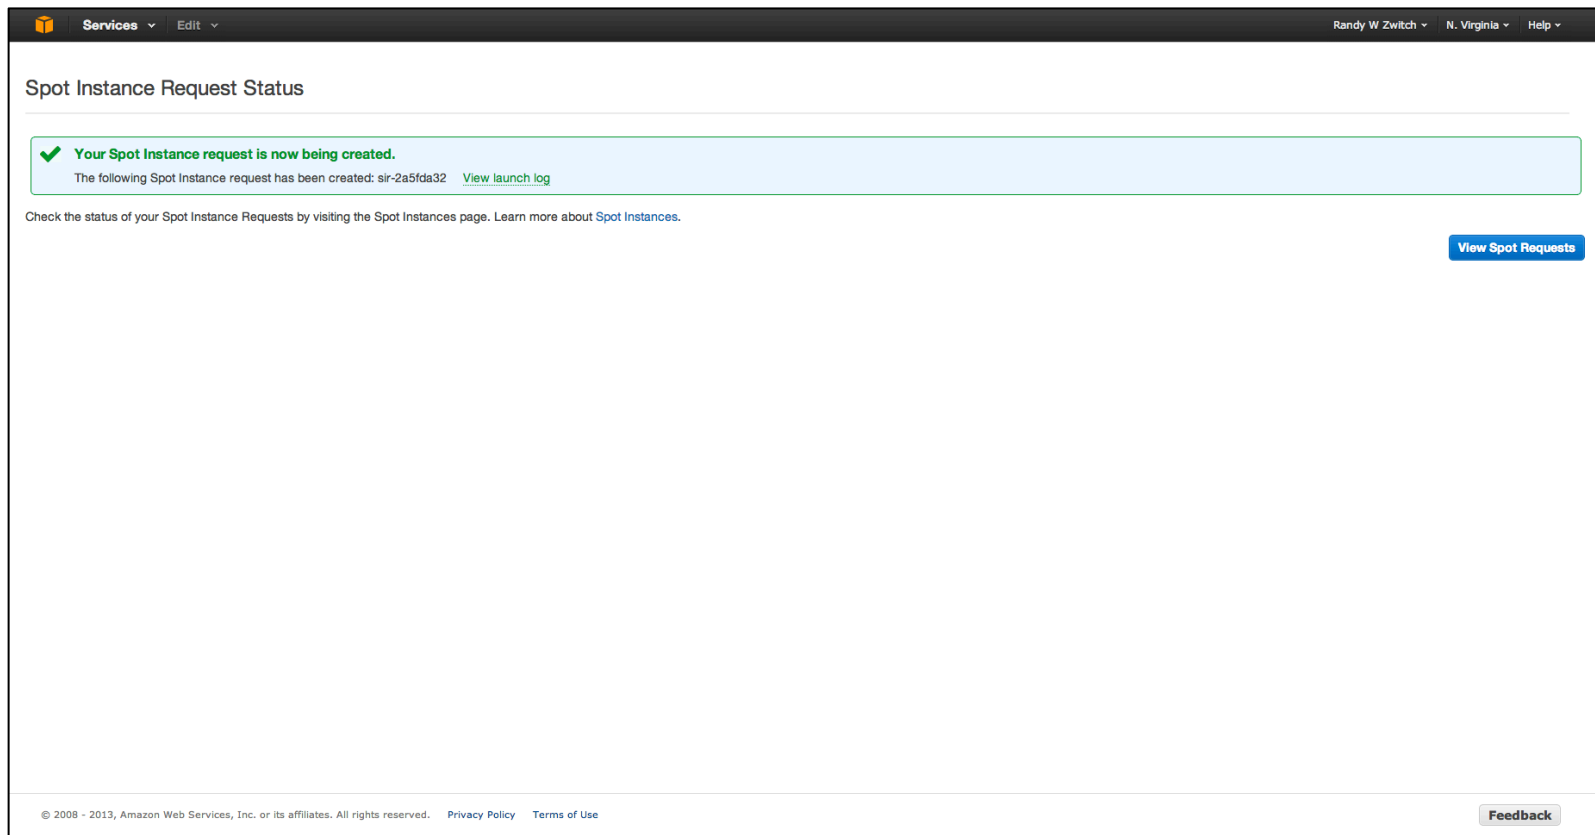 Services Edit Randy W Zwitch N. Virginia Help
Spot Instance Request Status
Your Spot Instance request is now being created.
The following Spot Instance request has been created: sir-2a5fda32 View launch log
Check the status of your Spot Instance Requests by visiting the Spot Instances page. Learn more about Spot Instances.
View Spot Requests
© 2008 - 2013, Amazon Web Services, Inc. or its affiliates. All rights reserved. Privacy Policy Terms of Use Feedback